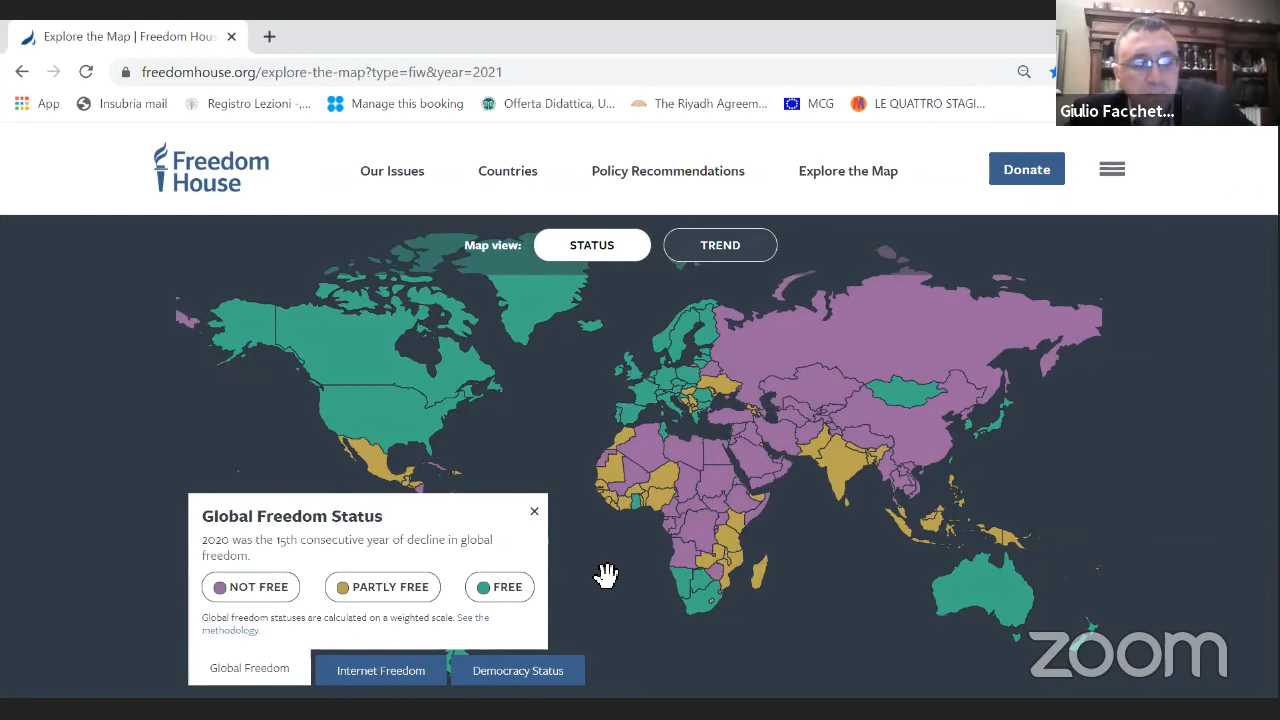 Explore the Map | Freedom Hous
freedomhouse.org/explore-the-map?type=fiw&year=2021
App
Insubria mail
Registro Lezioni -,...
Manage this booking
Offerta Didattica, U...
The Riyadh Agreem...
MCG
LE QUATTRO STAGI...
Giulio Facchet...
Freedom
House
Our Issues
Countries
Policy Recommendations
Explore the Map
Donate
Map view:
STATUS
TREND
Global Freedom Status
2020 was the 15th consecutive year of decline in global
freedom.
NOT FREE
PARTLY FREE
FREE
Global freedom statuses are calculated on a weighted scale. See the
methodology.
Global Freedom
Internet Freedom
Democracy Status
zoom